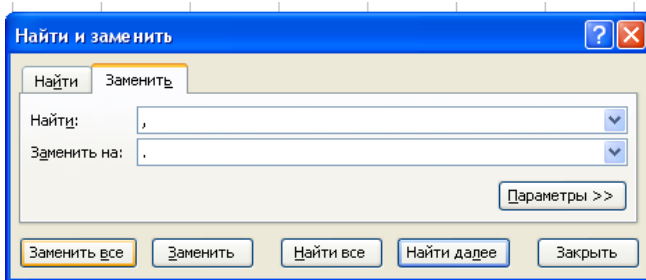 Найти и заменить
Найти Заменить
Найти: ,
Заменить на: .
Параметры >>
Заменить все Заменить Найти все Найти далее Закрыть